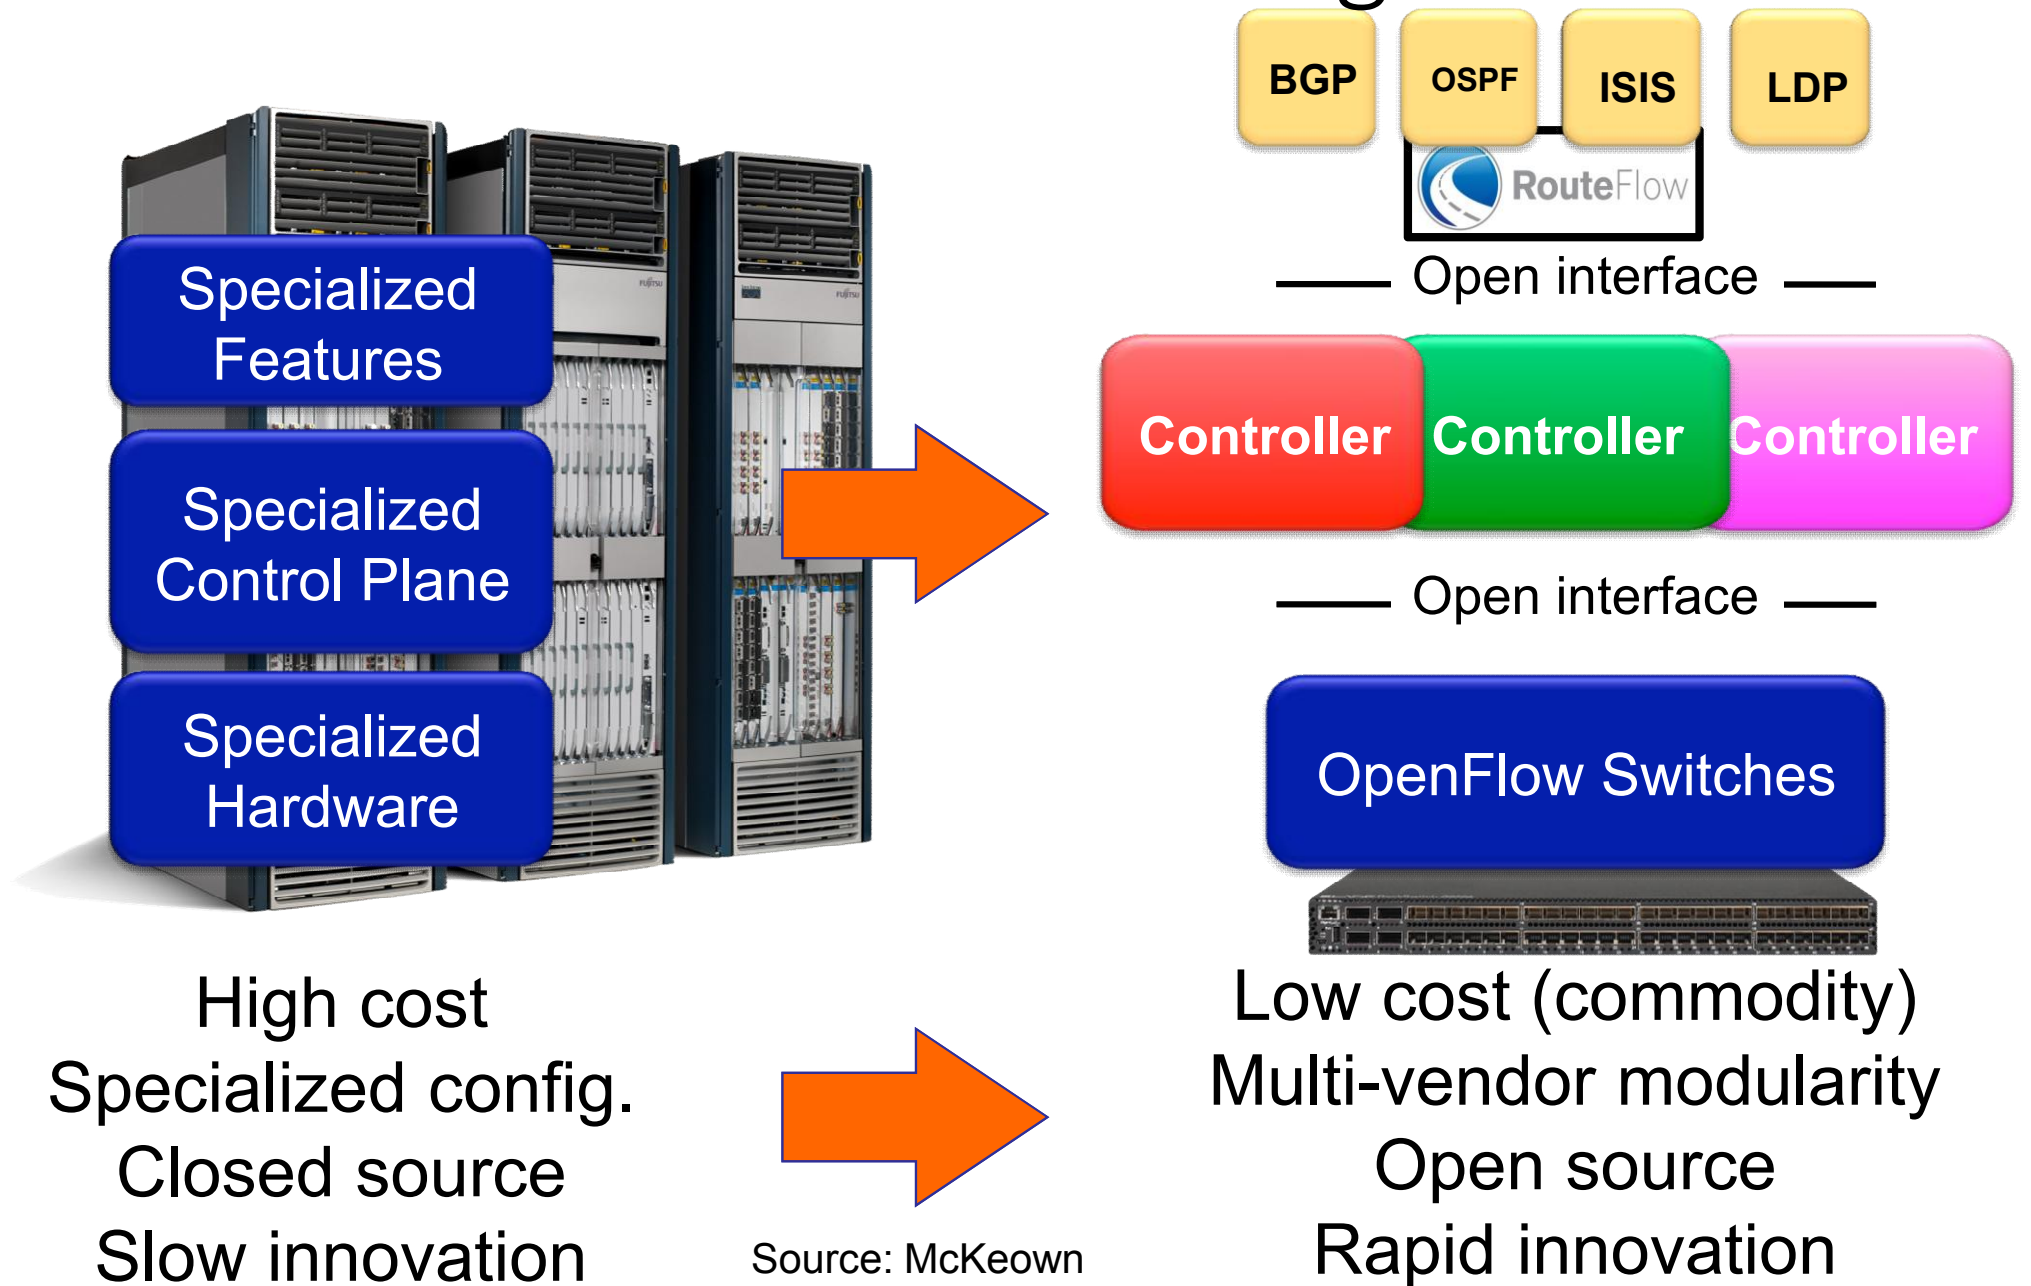 BGP
OSPF
ISIS
LDP
RouteFlow
Open interface
Specialized
Features
FUJITSU
FUJITSU
Controller
Controller
Controller
Specialized
Control Plane
Open interface
Specialized
Hardware
OpenFlow Switches
High cost
Specialized config.
Closed source
Slow innovation
Low cost (commodity)
Multi-vendor modularity
Open source
Rapid innovation
Source: McKeown